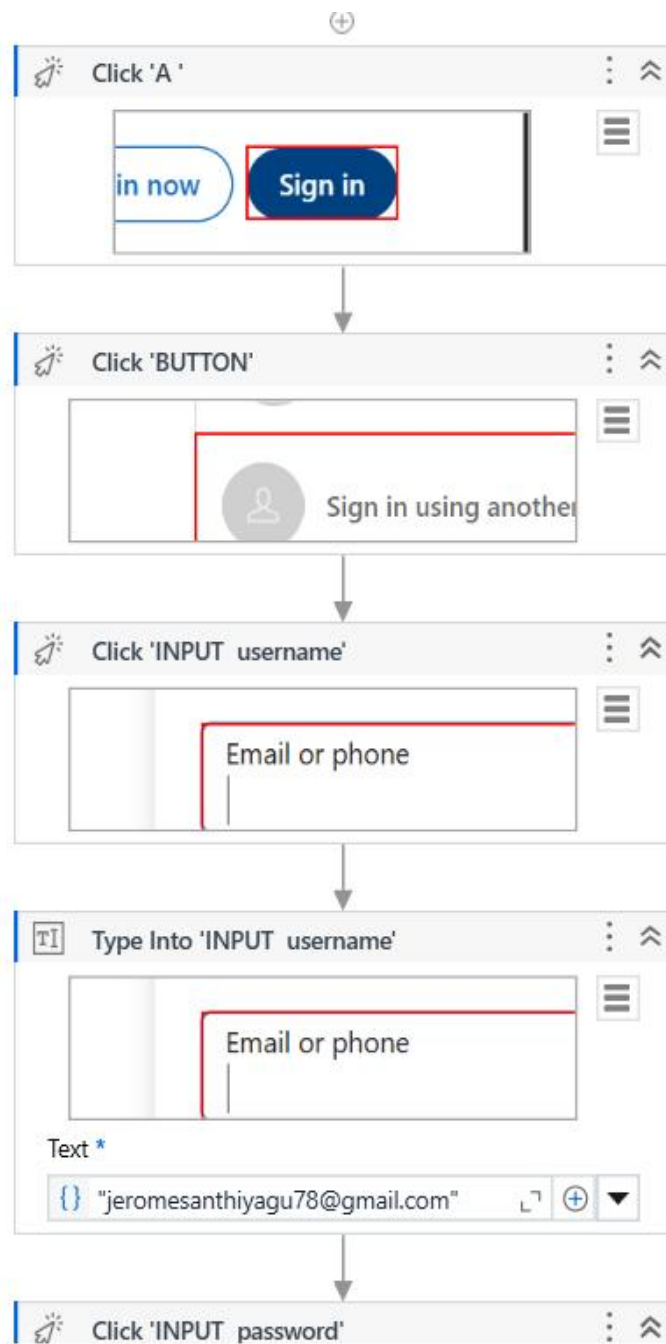 Click 'A '
in now
Sign in
Click 'BUTTON'
Sign in using another
Click 'INPUT username'
Email or phone
Type Into 'INPUT username'
Email or phone
Text *
"jeromesanthiyagu78@gmail.com"
Click 'INPUT password'